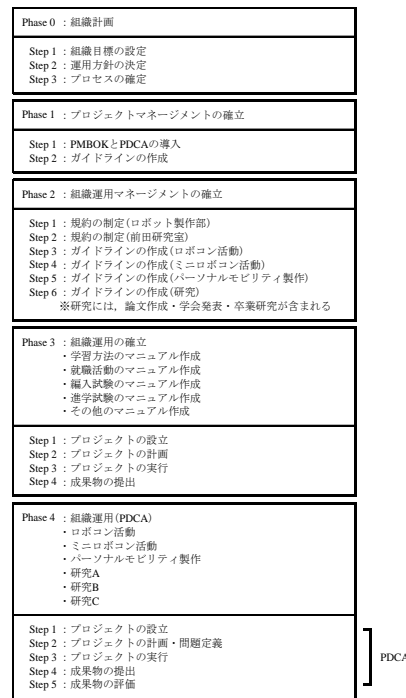 Phase 0 : 組織計画
Step 1 : 組織目標の設定
Step 2 : 運用方針の決定
Step 3 : プロセスの確定
Phase 1 : プロジェクトマネージメントの確立
Step 1 : PMBOKとPDCAの導入
Step 2 : ガイドラインの作成
Phase 2 : 組織運用マネージメントの確立
Step 1 : 規約の制定(ロボット製作部)
Step 2 : 規約の制定(前田研究室)
Step 3 : ガイドラインの作成(ロボコン活動)
Step 4 : ガイドラインの作成(ミニロボコン活動)
Step 5 : ガイドラインの作成(パーソナルモビリティ製作)
Step 6 : ガイドラインの作成(研究)
※研究には，論文作成・学会発表・卒業研究が含まれる
Phase 3 : 組織運用の確立
・学習方法のマニュアル作成
・就職活動のマニュアル作成
・編入試験のマニュアル作成
・進学試験のマニュアル作成
・その他のマニュアル作成
Step 1 : プロジェクトの設立
Step 2 : プロジェクトの計画
Step 3 : プロジェクトの実行
Step 4 : 成果物の提出
Phase 4 : 組織運用(PDCA)
・ロボコン活動
・ミニロボコン活動
・パーソナルモビリティ製作
・研究A
・研究B
・研究C
Step 1 : プロジェクトの設立
Step 2 : プロジェクトの計画・問題定義
Step 3 : プロジェクトの実行
Step 4 : 成果物の提出
Step 5 : 成果物の評価
PDCA